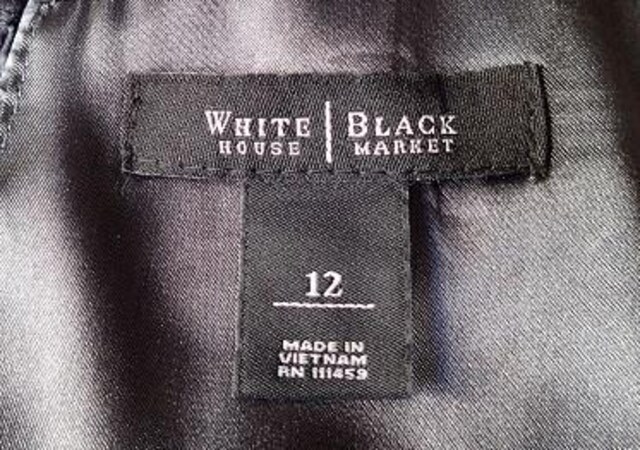 WHITE | BLACK
HOUSE | MARKET
12
MADE IN
VIETNAM
RN 111459